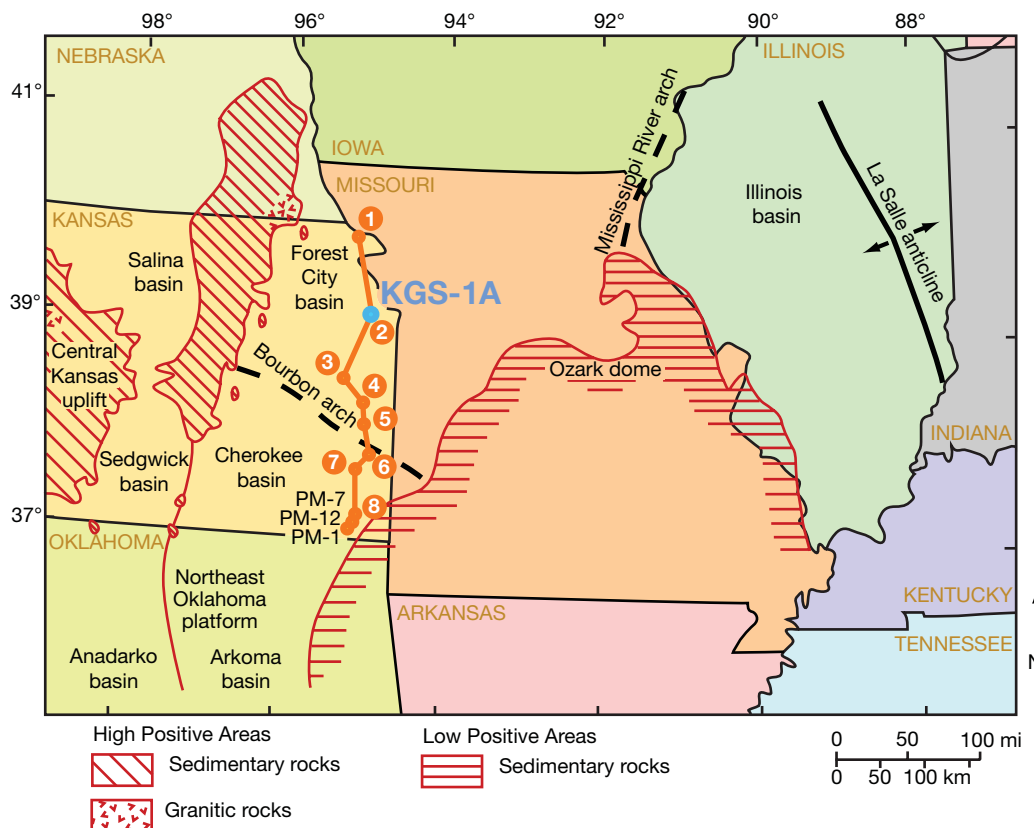 98° 96° 94° 92° 90° 88°
41°
39°
37°
NEBRASKA
IOWA
MISSOURI
ILLINOIS
KANSAS
INDIANA
OKLAHOMA
ARKANSAS
KENTUCKY
TENNESSEE
Mississippi River arch
La Salle anticline
Illinois
basin
Salina
basin
Forest
City
basin
KGS-1A
Central
Kansas
uplift
Bourbon arch
Ozark dome
Sedgwick
basin
Cherokee
basin
1
2
3
4
5
6
7
8
PM-7
PM-12
PM-1
Northeast
Oklahoma
platform
Anadarko
basin
Arkoma
basin
N
High Positive Areas
Sedimentary rocks
Granitic rocks
Low Positive Areas
Sedimentary rocks
0 50 100 mi
0 50 100 km